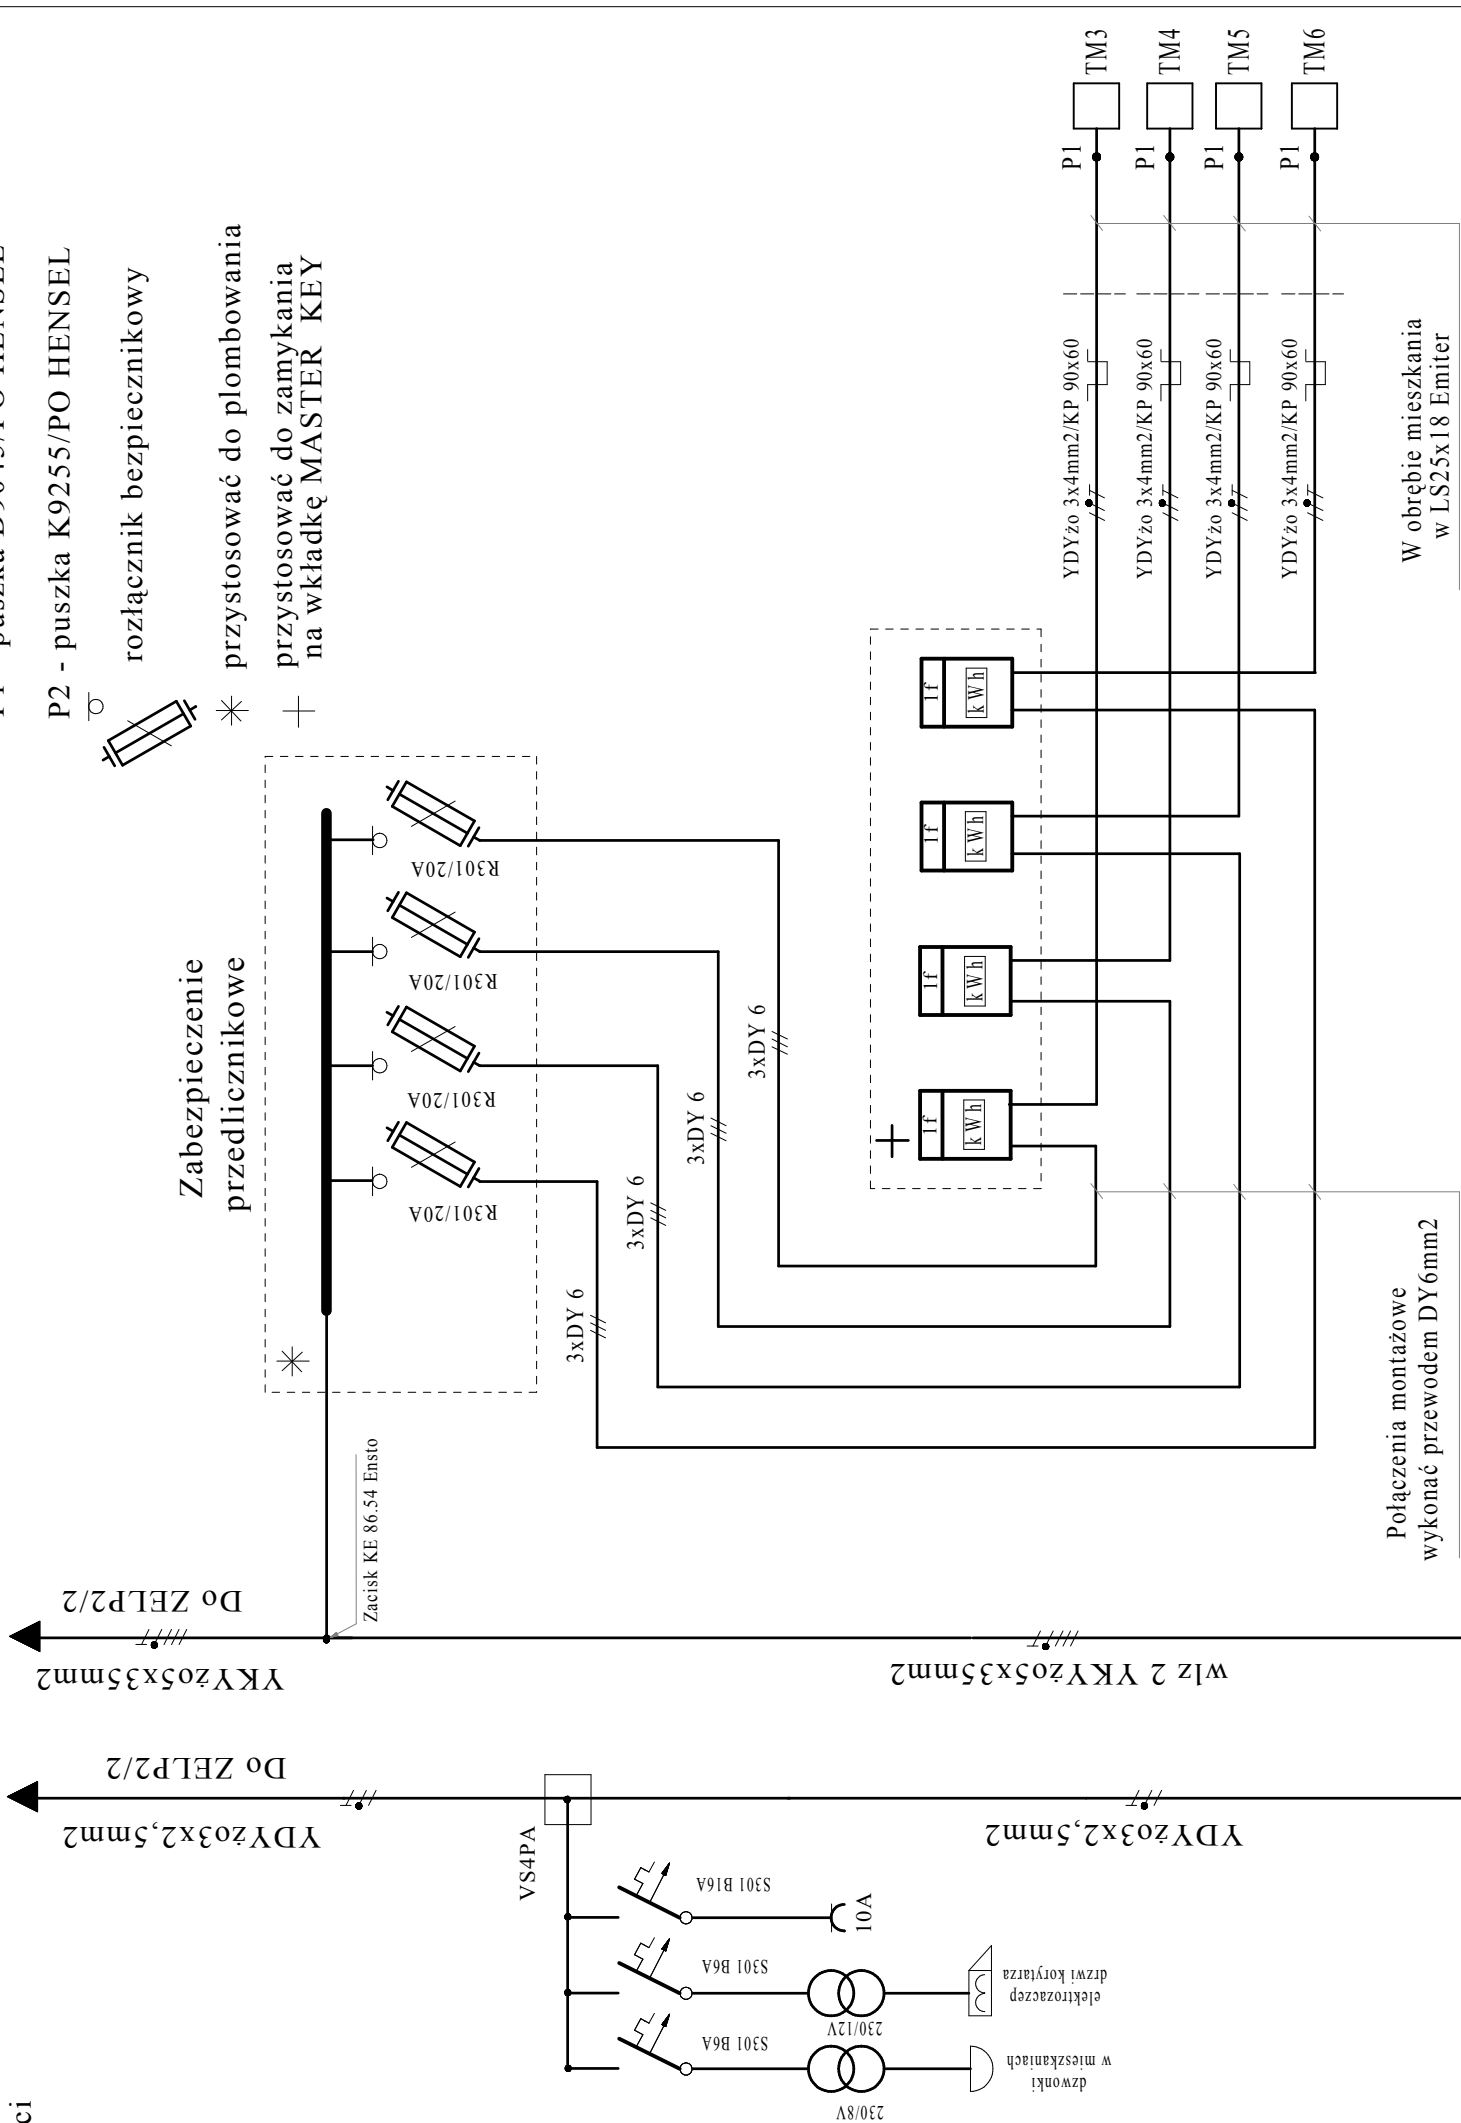 P2 - puszka K9255/PO HENSEL
rozłącznik bezpiecznikowy
przystosować do plombowania
przystosować do zamykania
na wkładkę MASTER KEY
Zabezpieczenie
przedlicznikowe
R301/20A
R301/20A
R301/20A
R301/20A
3xDY 6
3xDY 6
3xDY 6
3xDY 6
Zacisk KE 86.54 Ensto
1f
kWh
1f
kWh
1f
kWh
1f
kWh
YDYżo 3x4mm2/KP 90x60
YDYżo 3x4mm2/KP 90x60
YDYżo 3x4mm2/KP 90x60
YDYżo 3x4mm2/KP 90x60
P1
P1
P1
P1
TM3
TM4
TM5
TM6
W obrębie mieszkania
w LS25x18 Emiter
Połączenia montażowe
wykonać przewodem DY6mm2
Do ZELP2/2
YKYżo5x35mm2
wlz 2 YKYżo5x35mm2
Do ZELP2/2
YDYżo3x2,5mm2
YDYżo3x2,5mm2
VS4PA
S301 B16A
10A
S301 B6A
230/12V
elektrozaczep
drzwi korytarza
S301 B6A
230/8V
dzwonki
w mieszkaniach
ci